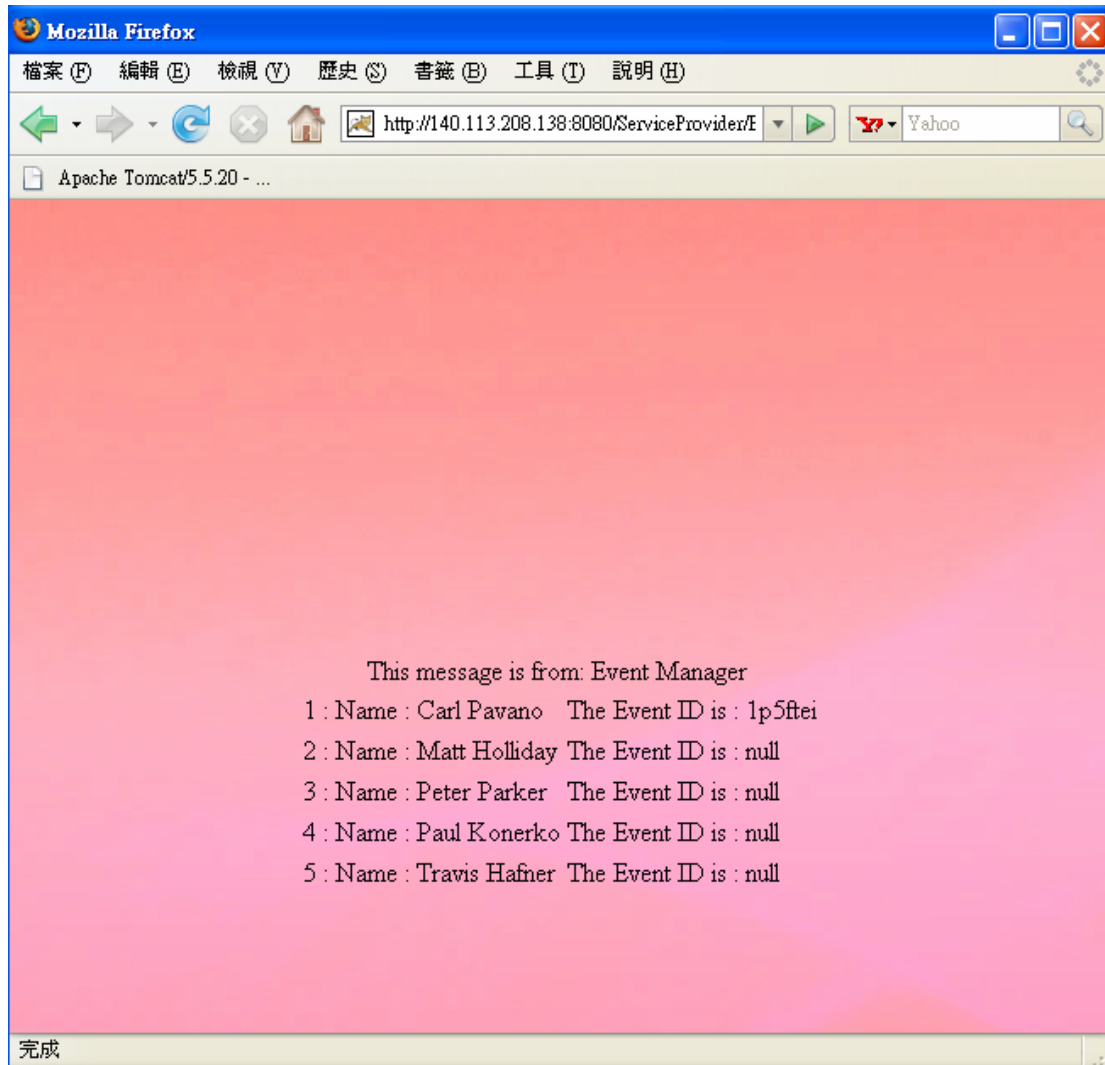 Mozilla Firefox
檔案 (F) 編輯 (E) 檢視 (V) 歷史 (S) 書籤 (B) 工具 (T) 說明 (H)
http://140.113.208.138:8080/ServiceProvider/E Yahoo
Apache Tomcat/5.5.20 - ...
This message is from: Event Manager
1 : Name : Carl Pavano The Event ID is : 1p5ftei
2 : Name : Matt Holliday The Event ID is : null
3 : Name : Peter Parker The Event ID is : null
4 : Name : Paul Konerko The Event ID is : null
5 : Name : Travis Hafner The Event ID is : null
完成